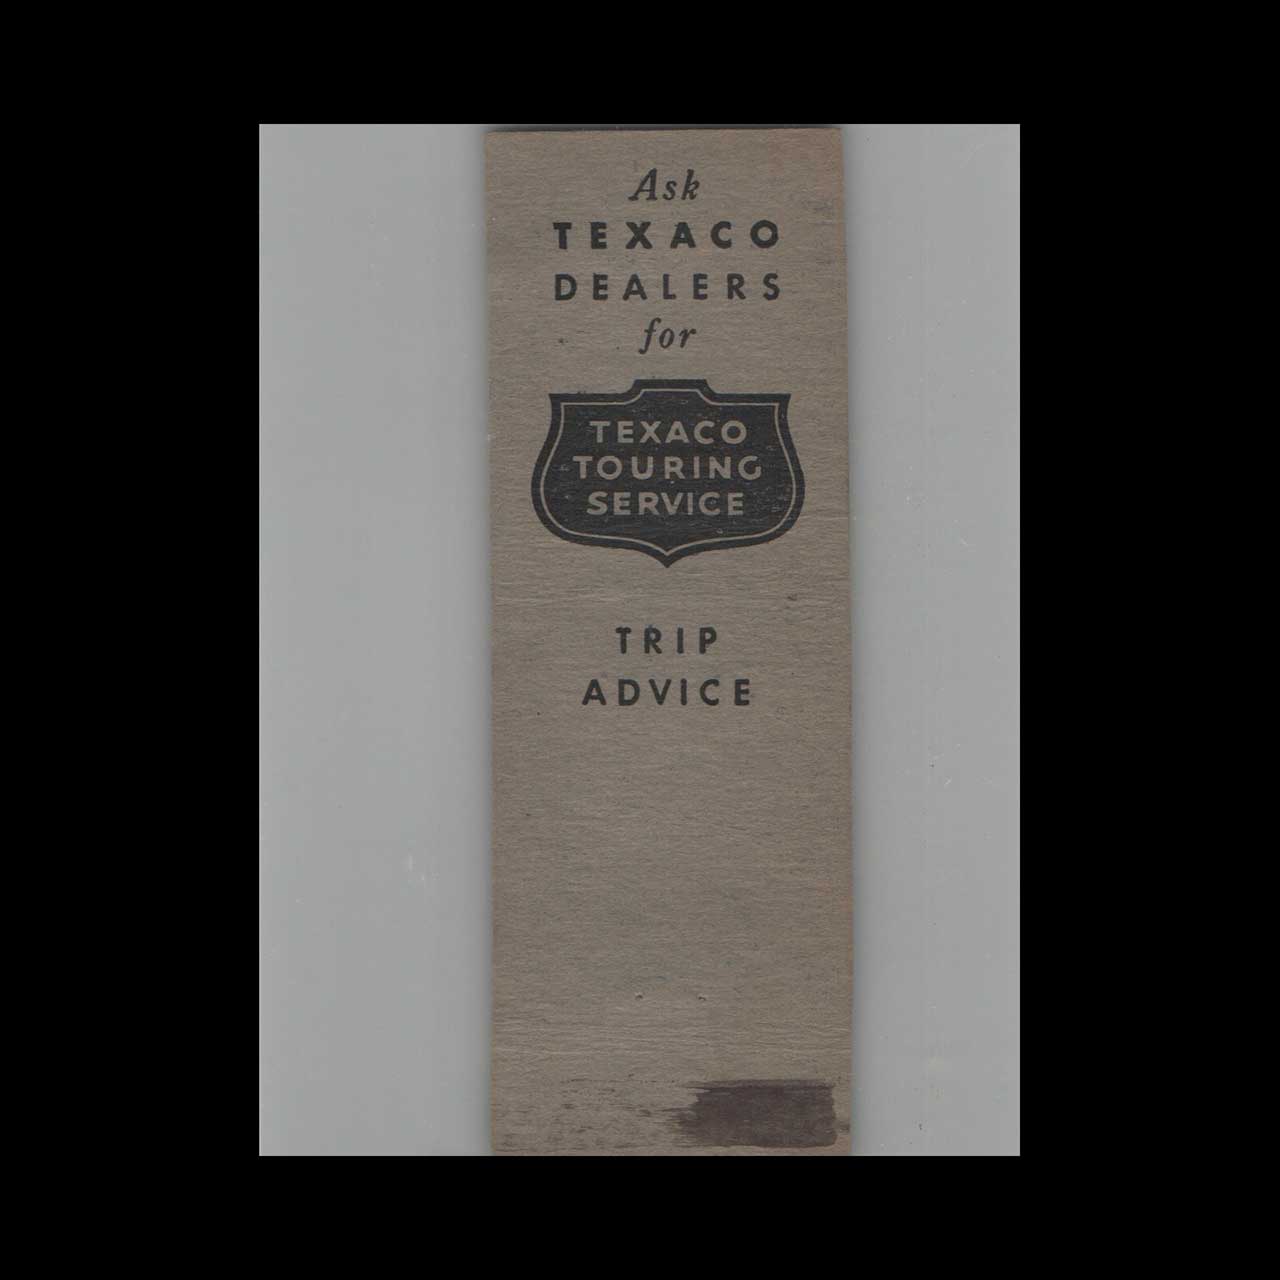 Ask
TEXACO
DEALERS
for
TEXACO
TOURING
SERVICE
TRIP
ADVICE